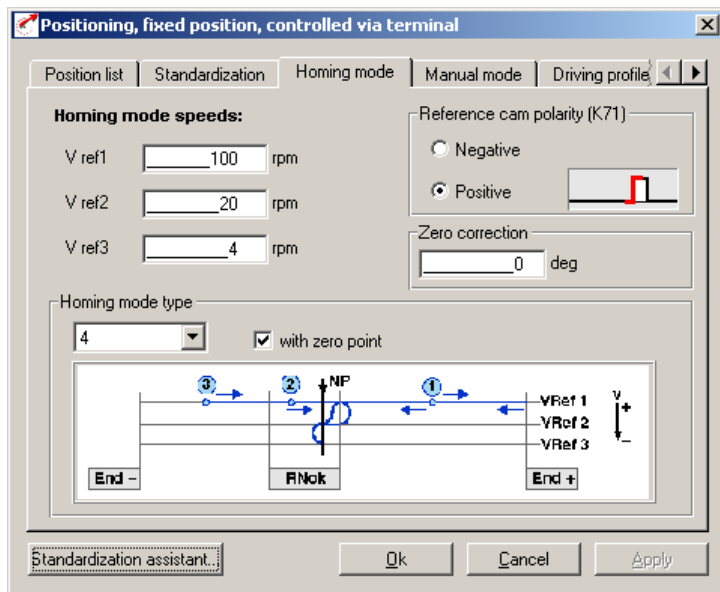 Positioning, fixed position, controlled via terminal
Position list Standardization Homing mode Manual mode Driving profile
Homing mode speeds:
V ref1 100 rpm
V ref2 20 rpm
V ref3 4 rpm
Reference cam polarity (K71)
Negative
Positive
Zero correction
0 deg
Homing mode type
4 with zero point
3 2 NP 1
VRef 1 v
+
VRef 2
VRef 3 –
End – RNok End +
Standardization assistant... Ok Cancel Apply